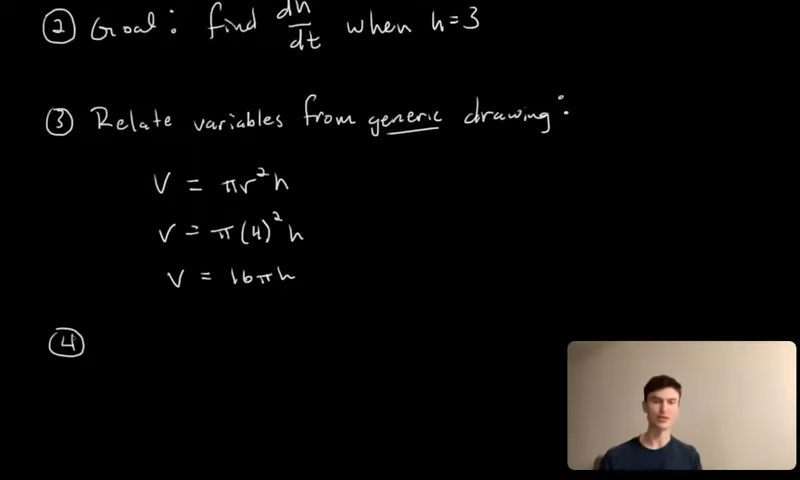 ② Goal: find dh/dt when h=3
③ Relate variables from generic drawing:
V = πr²h
V = π(4)²h
V = 16πh
④